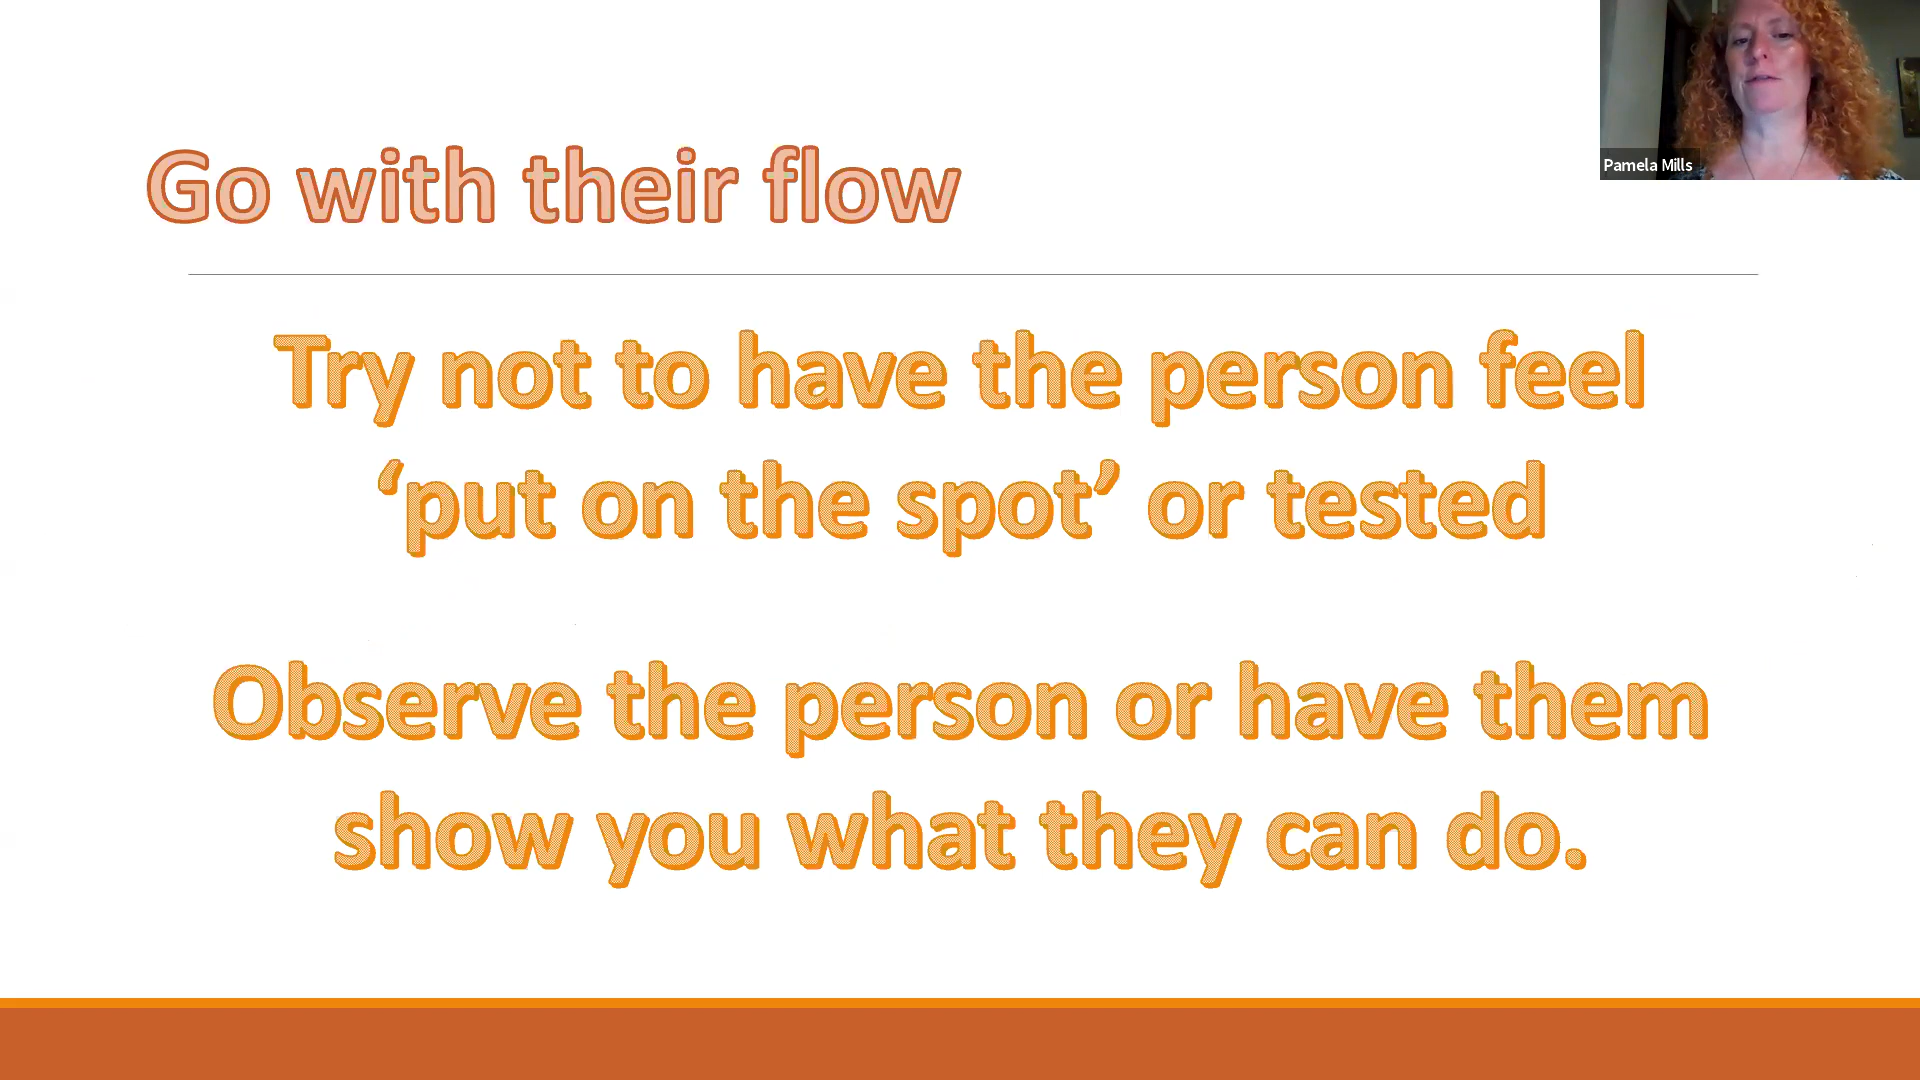 Pamela Mills
Go with their flow
Try not to have the person feel
‘put on the spot’ or tested
Observe the person or have them
show you what they can do.